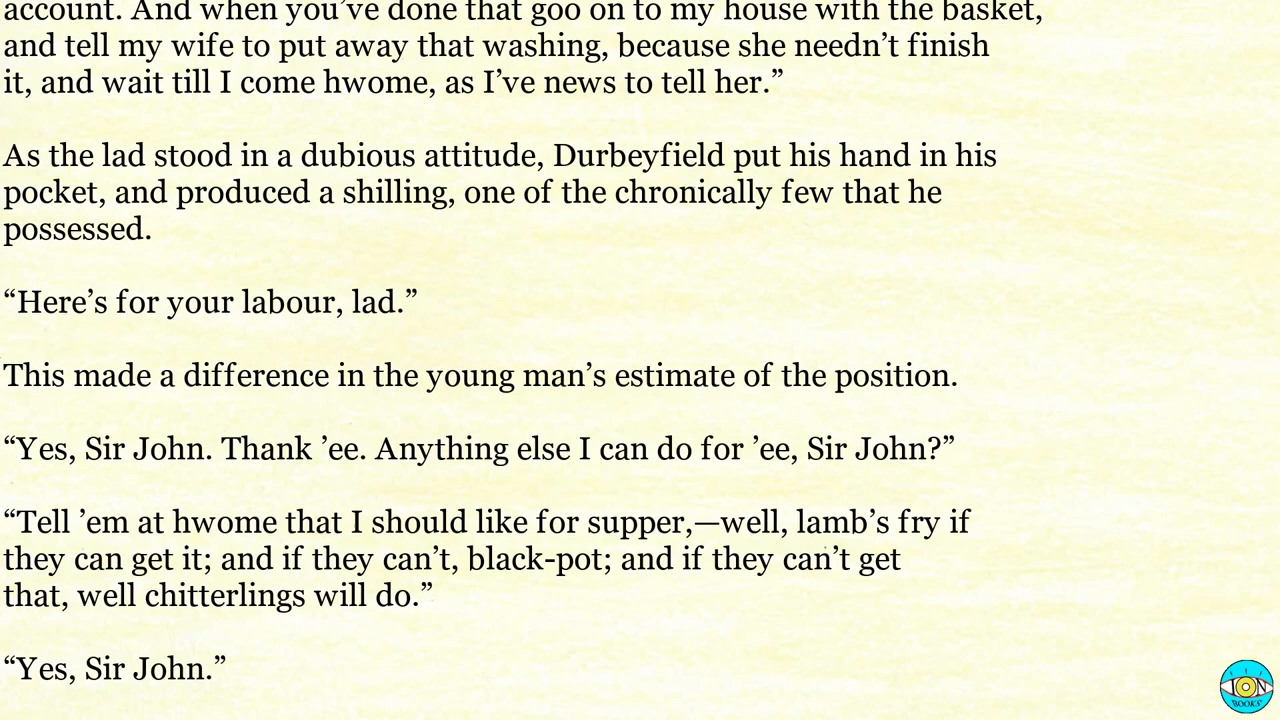 account. And when you’ve done that goo on to my house with the basket,
and tell my wife to put away that washing, because she needn’t finish
it, and wait till I come hwome, as I’ve news to tell her.”
As the lad stood in a dubious attitude, Durbeyfield put his hand in his
pocket, and produced a shilling, one of the chronically few that he
possessed.
“Here’s for your labour, lad.”
This made a difference in the young man’s estimate of the position.
“Yes, Sir John. Thank ’ee. Anything else I can do for ’ee, Sir John?”
“Tell ’em at hwome that I should like for supper,—well, lamb’s fry if
they can get it; and if they can’t, black-pot; and if they can’t get
that, well chitterlings will do.”
“Yes, Sir John.”
ION
BOOKS